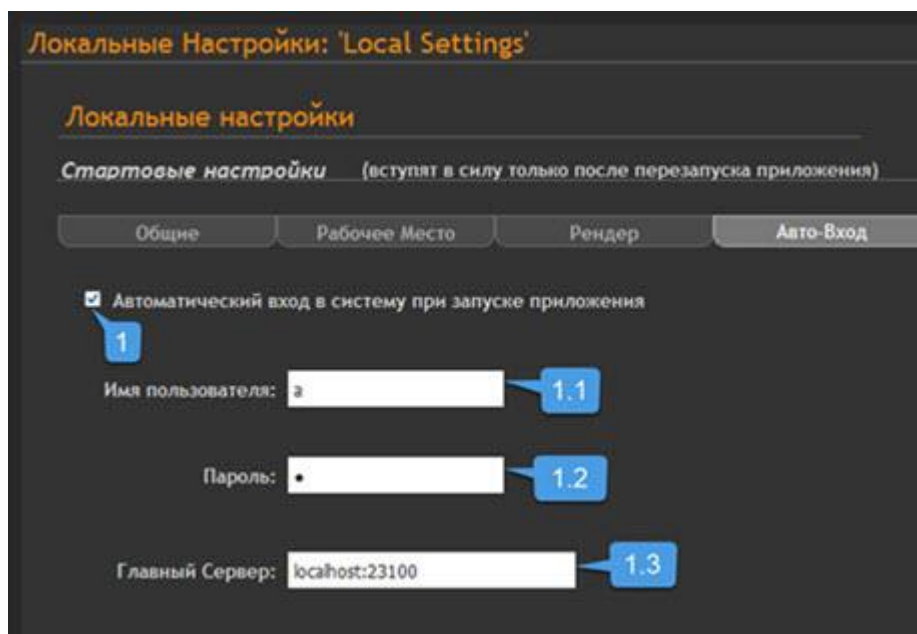 Локальные Настройки: 'Local Settings'
Локальные настройки
Стартовые настройки (вступят в силу только после перезапуска приложения)
Общие Рабочее Место Рендер Авто-Вход
Автоматический вход в систему при запуске приложения
1
Имя пользователя: a 1.1
Пароль: • 1.2
Главный Сервер: localhost:23100 1.3